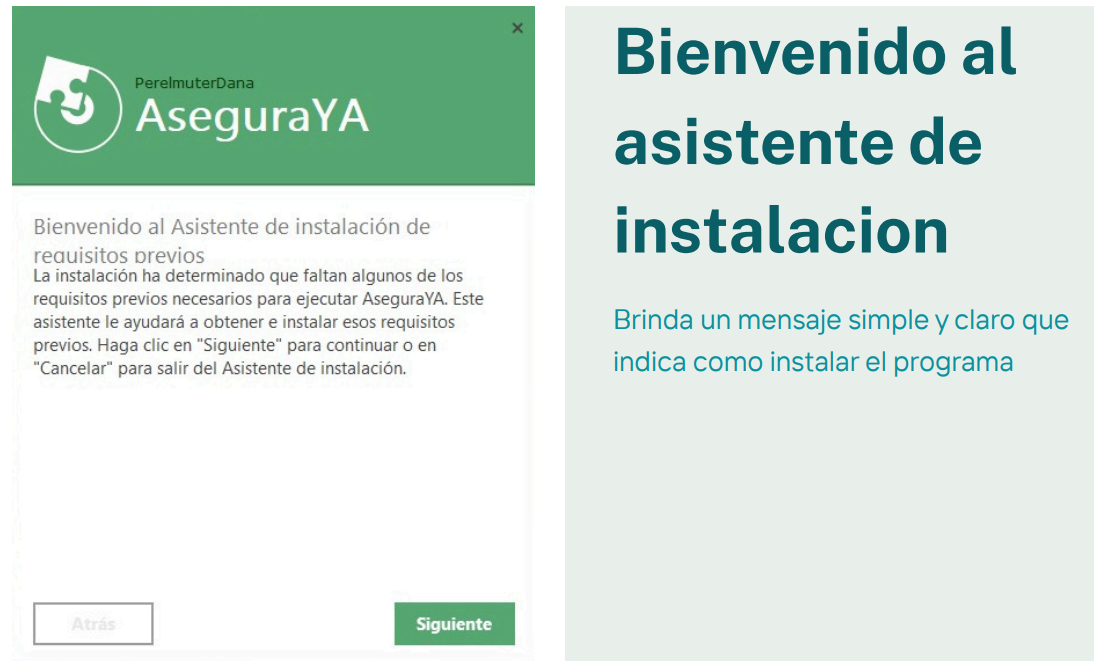 ×
PerelmuterDana
AseguraYA
Bienvenido al Asistente de instalación de
requisitos previos
La instalación ha determinado que faltan algunos de los
requisitos previos necesarios para ejecutar AseguraYA. Este
asistente le ayudará a obtener e instalar esos requisitos
previos. Haga clic en "Siguiente" para continuar o en
"Cancelar" para salir del Asistente de instalación.
Atrás
Siguiente
Bienvenido al
asistente de
instalacion
Brinda un mensaje simple y claro que
indica como instalar el programa